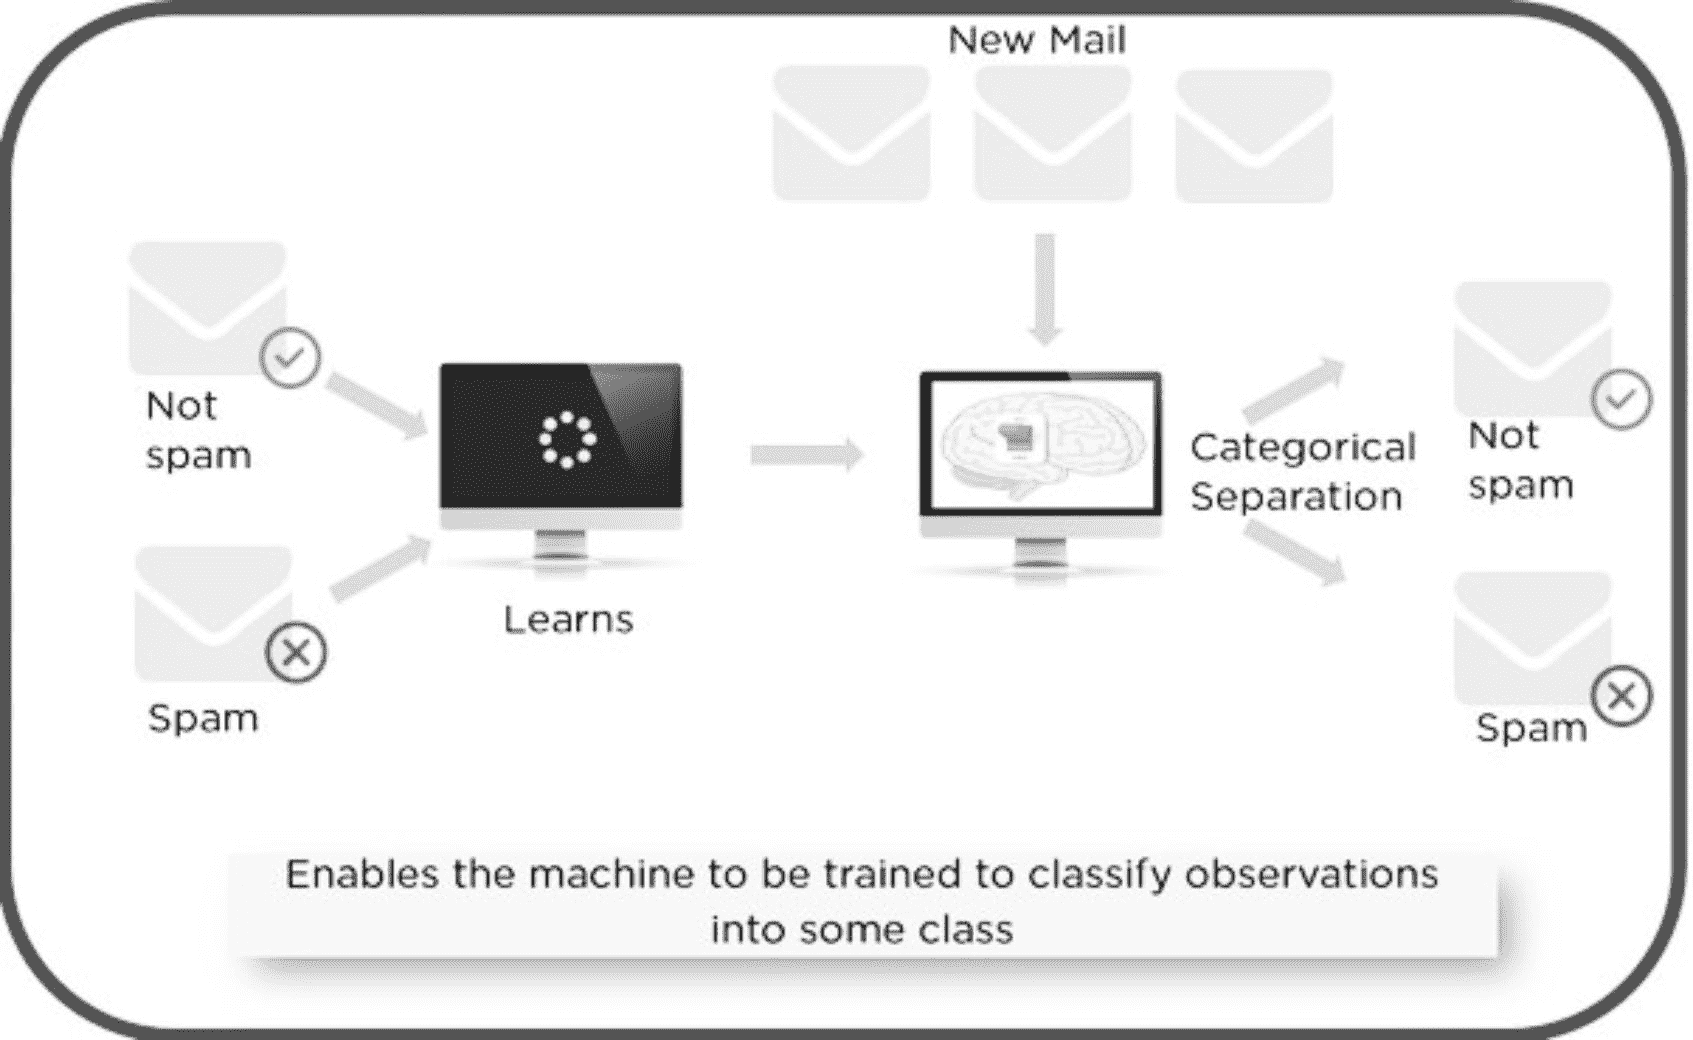 New Mail
Not
spam
Spam
Learns
Categorical
Separation
Not
spam
Spam
Enables the machine to be trained to classify observations
into some class